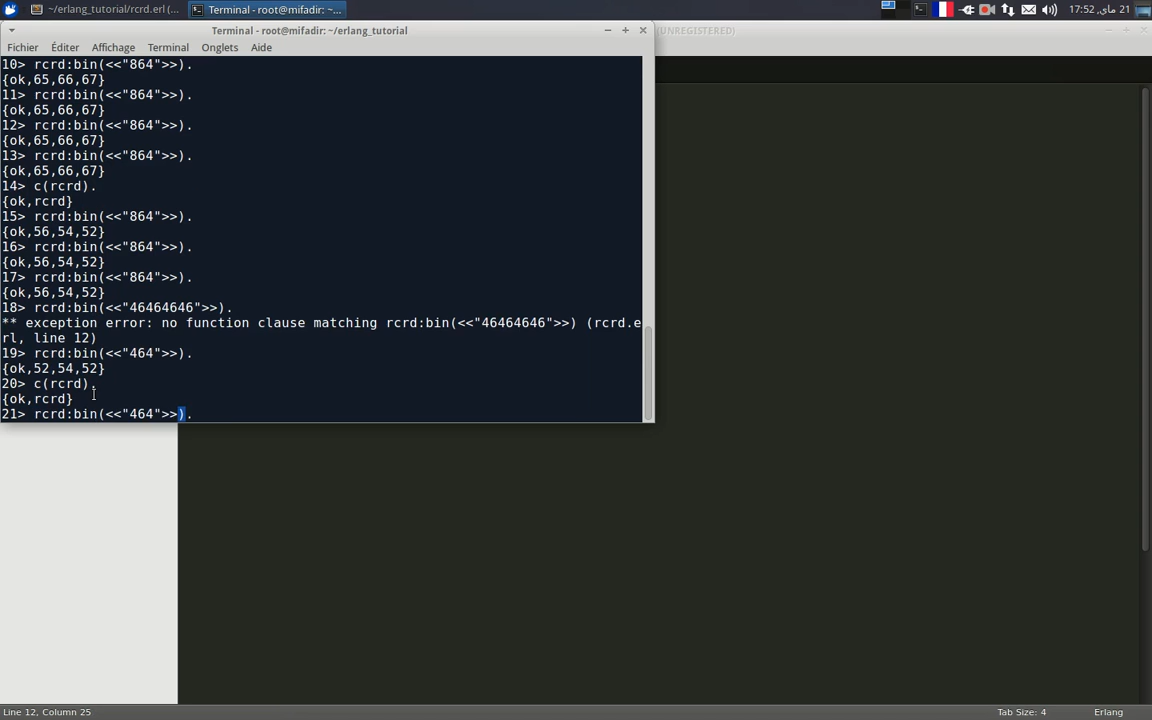 ~/erlang_tutorial/rcrd.erl (...
Terminal - root@mifadir: ~...
17:52 ماي, 21
Terminal - root@mifadir: ~/erlang_tutorial
(UNREGISTERED)
Fichier Éditer Affichage Terminal Onglets Aide
10> rcrd:bin(<<"864">>).
{ok,65,66,67}
11> rcrd:bin(<<"864">>).
{ok,65,66,67}
12> rcrd:bin(<<"864">>).
{ok,65,66,67}
13> rcrd:bin(<<"864">>).
{ok,65,66,67}
14> c(rcrd).
{ok,rcrd}
15> rcrd:bin(<<"864">>).
{ok,56,54,52}
16> rcrd:bin(<<"864">>).
{ok,56,54,52}
17> rcrd:bin(<<"864">>).
{ok,56,54,52}
18> rcrd:bin(<<"46464646">>).
** exception error: no function clause matching rcrd:bin(<<"46464646">>) (rcrd.e
rl, line 12)
19> rcrd:bin(<<"464">>).
{ok,52,54,52}
20> c(rcrd).
{ok,rcrd}
21> rcrd:bin(<<"464">>).
Line 12, Column 25
Tab Size: 4
Erlang